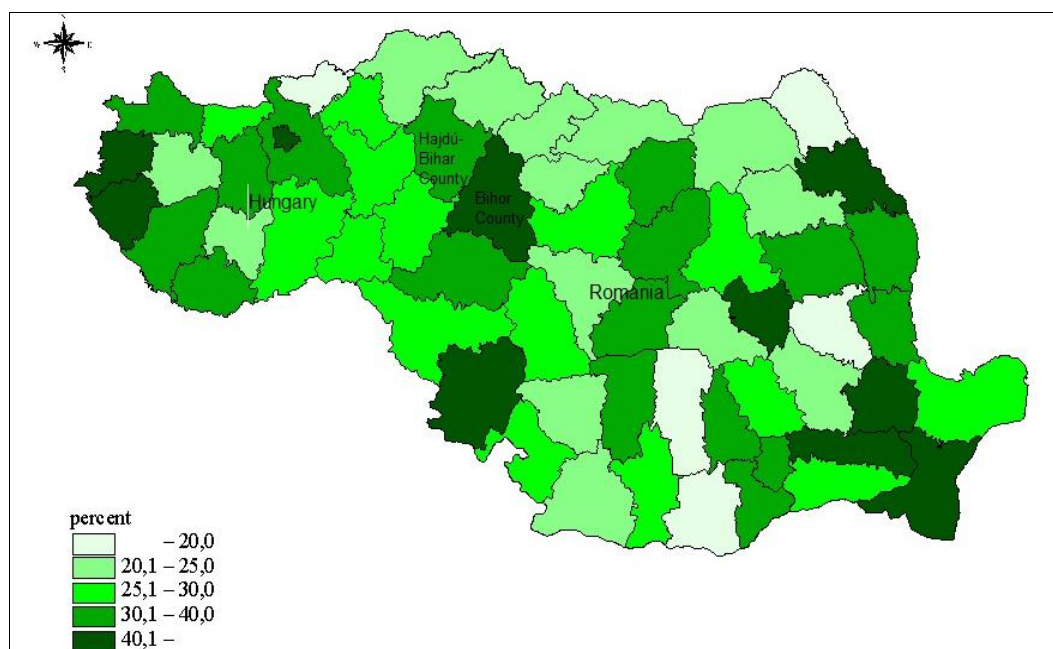 N
W E
S
Hajdú-
Bihar
County
Bihor
County
Hungary
Romania
percent
– 20,0
20,1 – 25,0
25,1 – 30,0
30,1 – 40,0
40,1 –